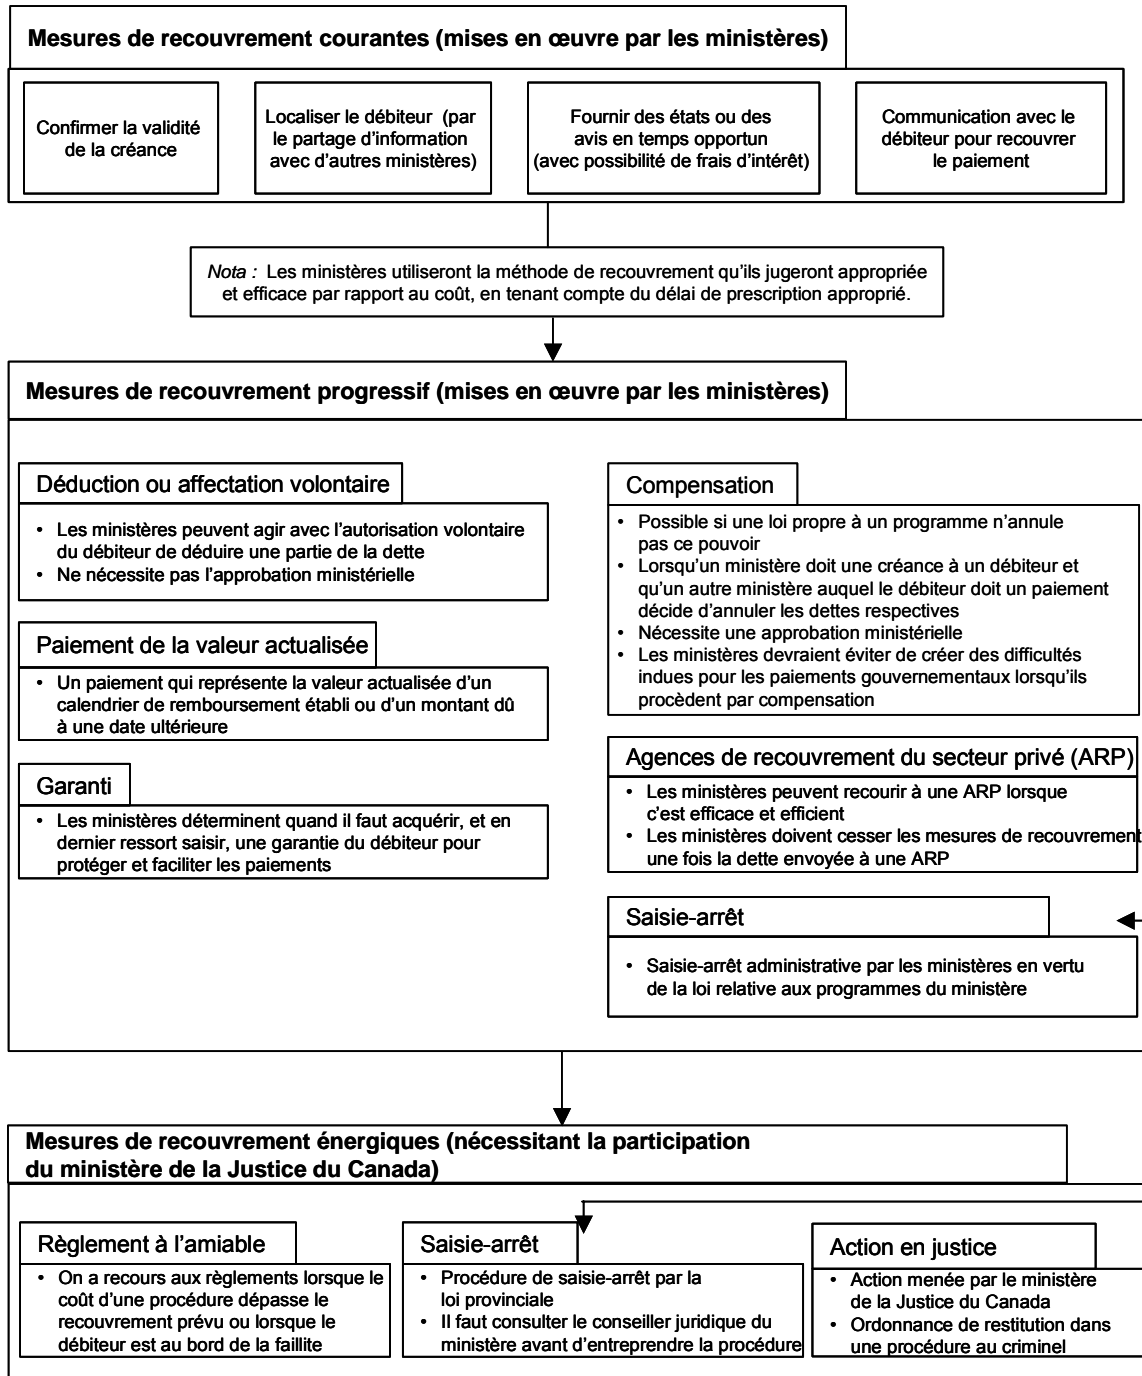 Mesures de recouvrement courantes (mises en œuvre par les ministères)
Confirmer la validité
de la créance
Localiser le débiteur (par
le partage d’information
avec d’autres ministères)
Fournir des états ou des
avis en temps opportun
(avec possibilité de frais d’intérêt)
Communication avec le
débiteur pour recouvrer
le paiement
Nota : Les ministères utiliseront la méthode de recouvrement qu’ils jugeront appropriée
et efficace par rapport au coût, en tenant compte du délai de prescription approprié.
Mesures de recouvrement progressif (mises en œuvre par les ministères)
Déduction ou affectation volontaire
• Les ministères peuvent agir avec l’autorisation volontaire
du débiteur de déduire une partie de la dette
• Ne nécessite pas l’approbation ministérielle
Paiement de la valeur actualisée
• Un paiement qui représente la valeur actualisée d’un
calendrier de remboursement établi ou d’un montant dû
à une date ultérieure
Garanti
• Les ministères déterminent quand il faut acquérir, et en
dernier ressort saisir, une garantie du débiteur pour
protéger et faciliter les paiements
Compensation
• Possible si une loi propre à un programme n’annule
pas ce pouvoir
• Lorsqu’un ministère doit une créance à un débiteur et
qu’un autre ministère auquel le débiteur doit un paiement
décide d’annuler les dettes respectives
• Nécessite une approbation ministérielle
• Les ministères devraient éviter de créer des difficultés
indues pour les paiements gouvernementaux lorsqu’ils
procèdent par compensation
Agences de recouvrement du secteur privé (ARP)
• Les ministères peuvent recourir à une ARP lorsque
c’est efficace et efficient
• Les ministères doivent cesser les mesures de recouvrement
une fois la dette envoyée à une ARP
Saisie-arrêt
• Saisie-arrêt administrative par les ministères en vertu
de la loi relative aux programmes du ministère
Mesures de recouvrement énergiques (nécessitant la participation
du ministère de la Justice du Canada)
Règlement à l’amiable
• On a recours aux règlements lorsque le
coût d’une procédure dépasse le
recouvrement prévu ou lorsque le
débiteur est au bord de la faillite
Saisie-arrêt
• Procédure de saisie-arrêt par la
loi provinciale
• Il faut consulter le conseiller juridique du
ministère avant d’entreprendre la procédure
Action en justice
• Action menée par le ministère
de la Justice du Canada
• Ordonnance de restitution dans
une procédure au criminel